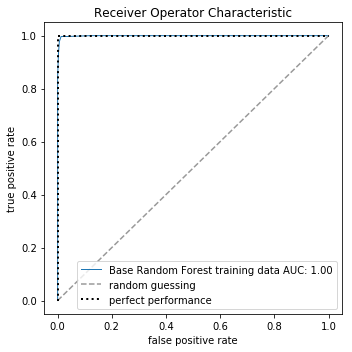 Receiver Operator Characteristic
true positive rate
1.0
0.8
0.6
0.4
0.2
0.0
Base Random Forest training data AUC: 1.00
random guessing
perfect performance
0.0 0.2 0.4 0.6 0.8 1.0
false positive rate